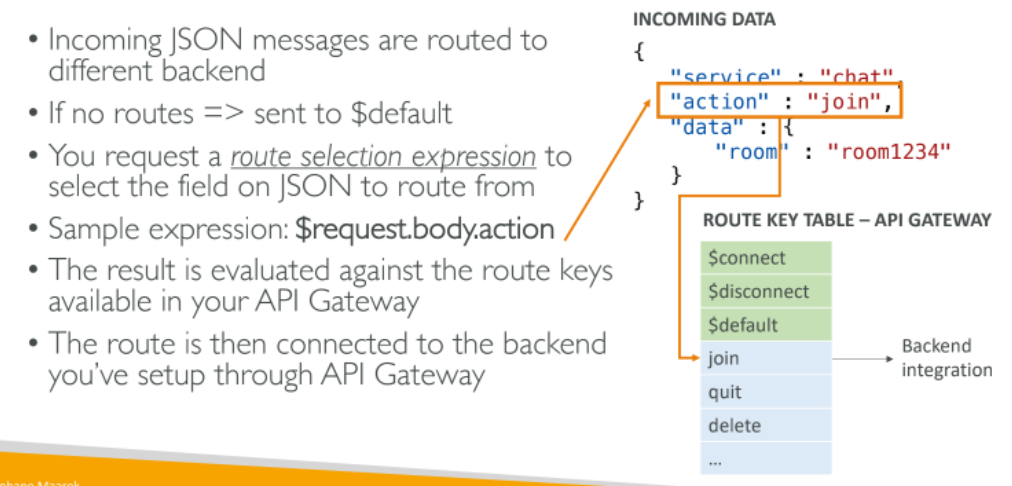 • Incoming JSON messages are routed to
different backend
• If no routes => sent to $default
• You request a route selection expression to
select the field on JSON to route from
• Sample expression: $request.body.action
• The result is evaluated against the route keys
available in your API Gateway
• The route is then connected to the backend
you've setup through API Gateway
INCOMING DATA
{
"service" : "chat",
"action" : "join",
"data" : {
"room" : "room1234"
}
}
ROUTE KEY TABLE – API GATEWAY
$connect
$disconnect
$default
join
quit
delete
...
Backend
integration
Maarek